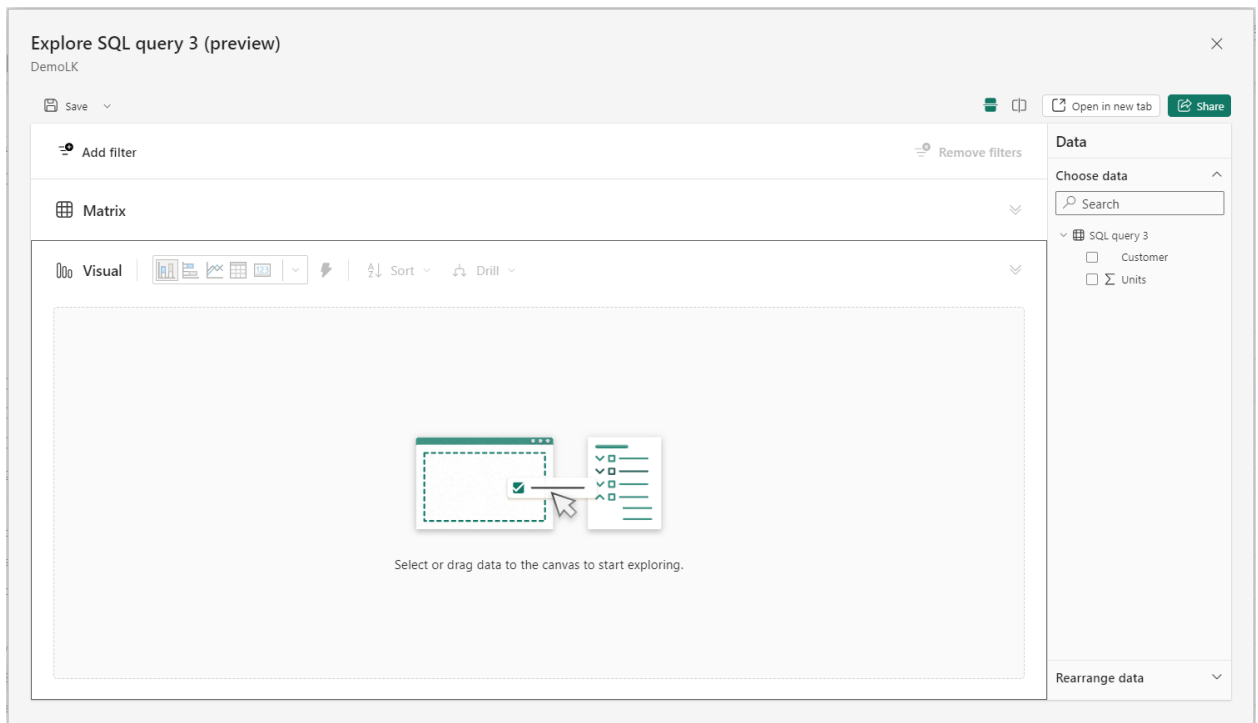 Explore SQL query 3 (preview)
DemoLK
Save
Open in new tab
Share
Add filter
Remove filters
Matrix
Visual
123
Sort
Drill
Select or drag data to the canvas to start exploring.
Data
Choose data
Search
SQL query 3
Customer
Σ Units
Rearrange data